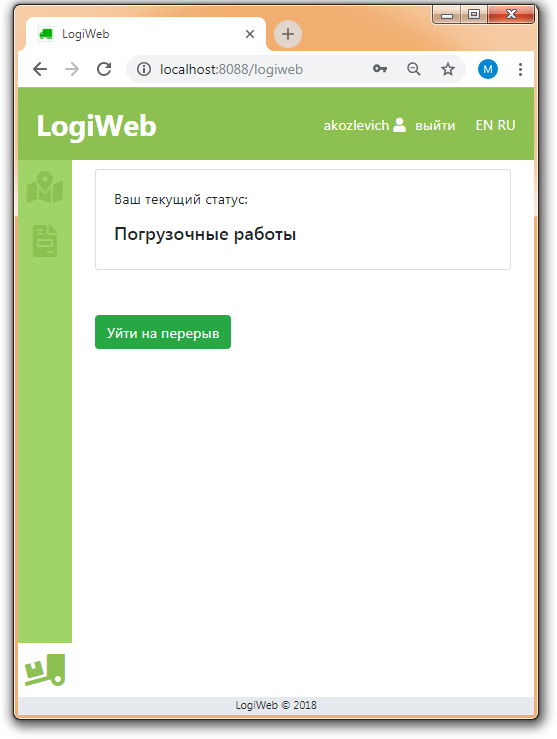 LogiWeb
localhost:8088/logiweb
M
LogiWeb
akozlevich выйти EN RU
Ваш текущий статус:
Погрузочные работы
Уйти на перерыв
LogiWeb © 2018